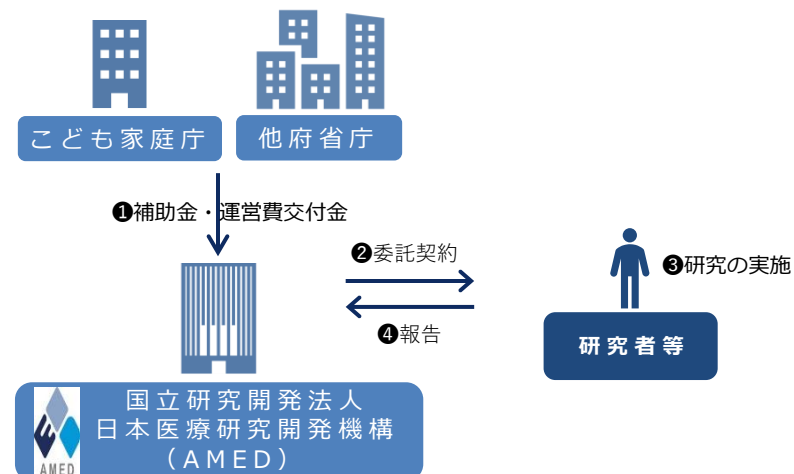 こども家庭庁
他府省庁
❶補助金・運営費交付金
❷委託契約
❸研究の実施
❹報告
研究者等
国立研究開発法人
日本医療研究開発機構
（AMED）
AMED